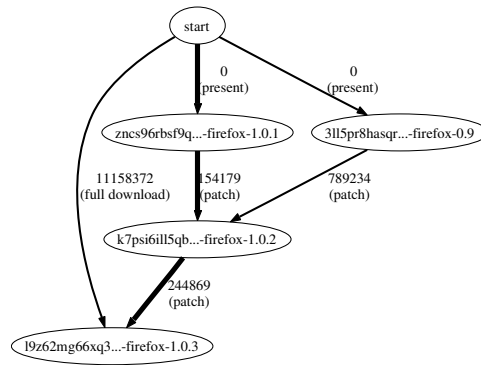 start
0
(present)
0
(present)
zncs96rbsf9q...-firefox-1.0.1
3ll5pr8hasqr...-firefox-0.9
11158372
(full download)
154179
(patch)
789234
(patch)
k7psi6ill5qb...-firefox-1.0.2
244869
(patch)
l9z62mg66xq3...-firefox-1.0.3